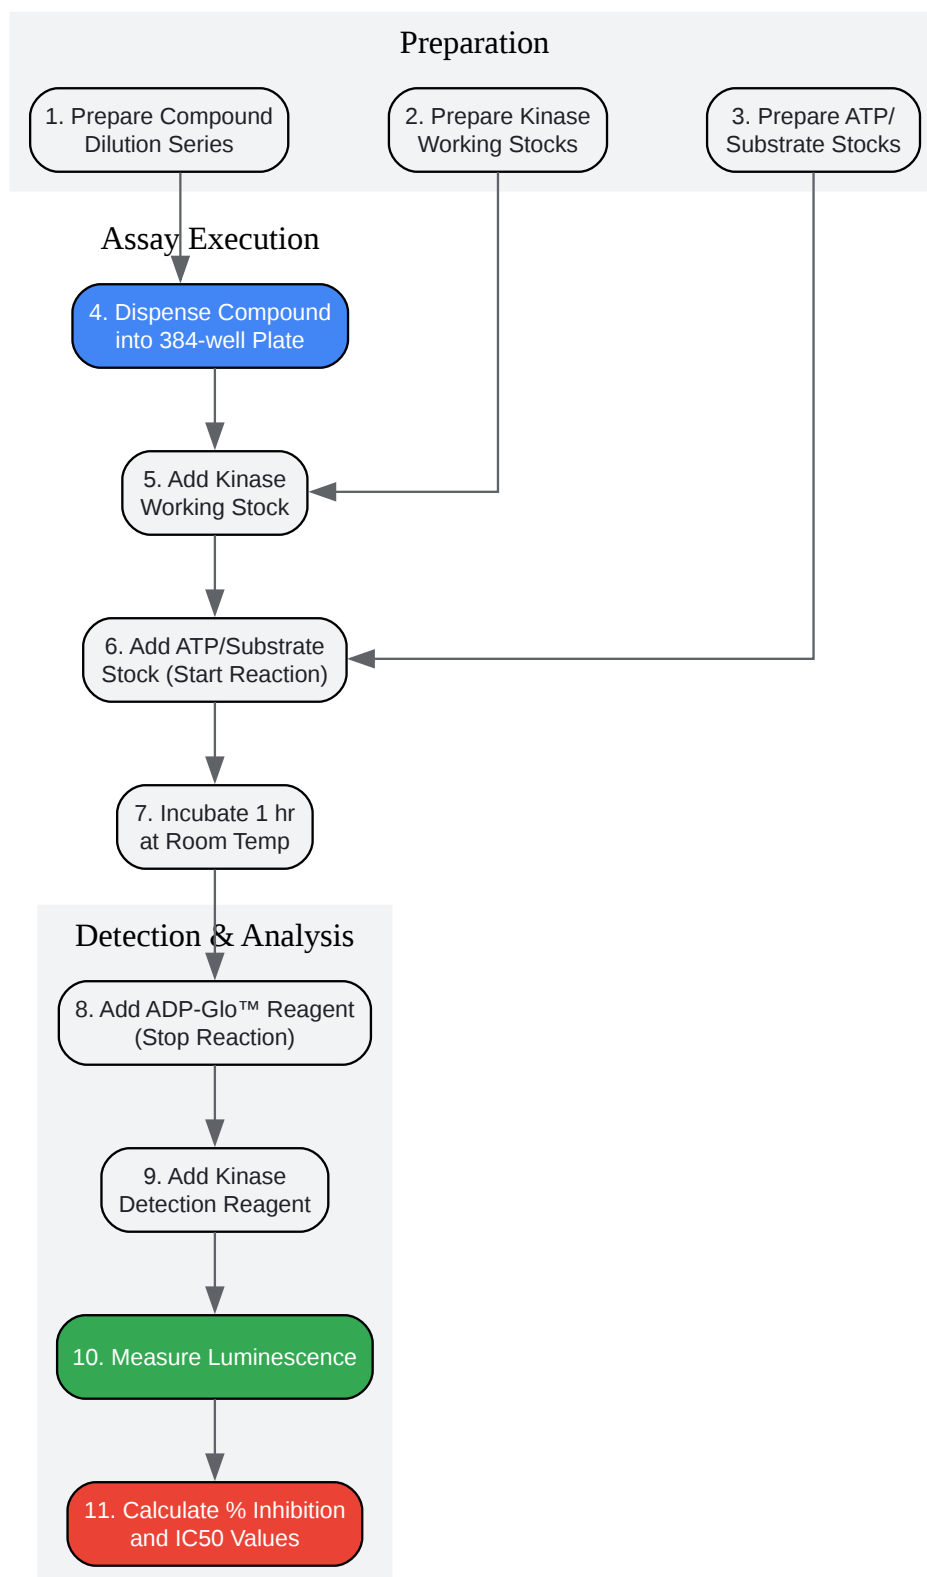 Preparation
1. Prepare Compound
Dilution Series
2. Prepare Kinase
Working Stocks
3. Prepare ATP/
Substrate Stocks
Assay Execution
4. Dispense Compound
into 384-well Plate
5. Add Kinase
Working Stock
6. Add ATP/Substrate
Stock (Start Reaction)
7. Incubate 1 hr
at Room Temp
Detection & Analysis
8. Add ADP-Glo™ Reagent
(Stop Reaction)
9. Add Kinase
Detection Reagent
10. Measure Luminescence
11. Calculate % Inhibition
and IC50 Values